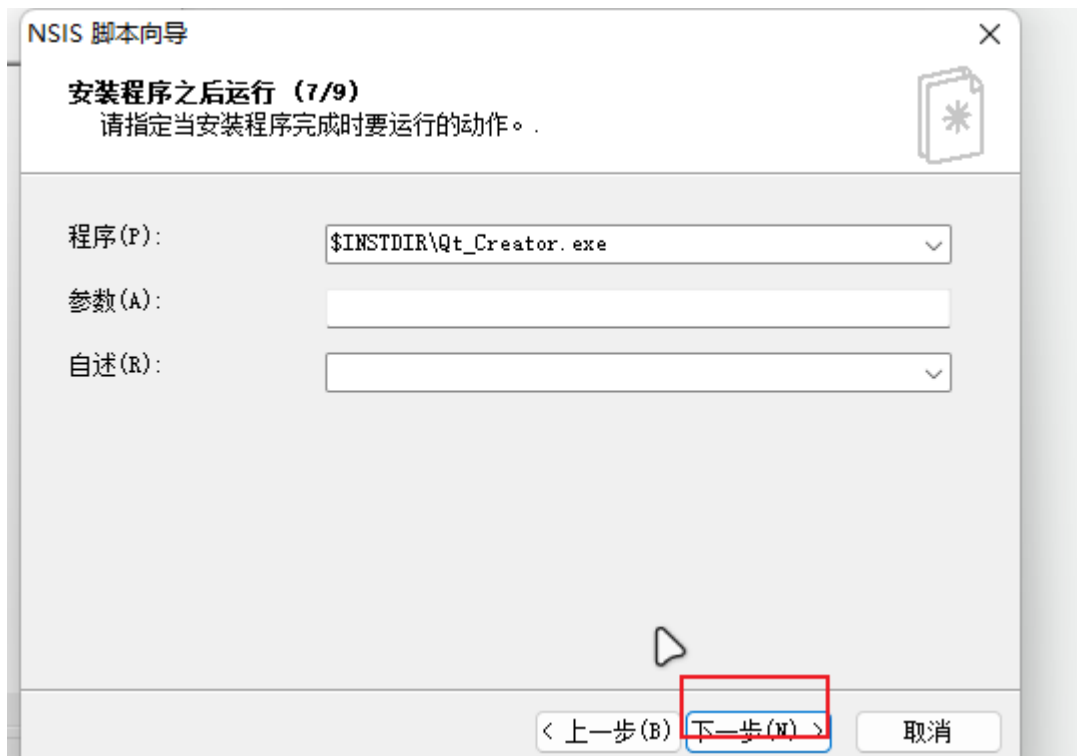 NSIS 脚本向导
安装程序之后运行 (7/9)
请指定当安装程序完成时要运行的动作。.
程序(P):
$INSTDIR\Qt_Creator.exe
参数(A):
自述(R):
< 上一步(B) 下一步(N) > 取消